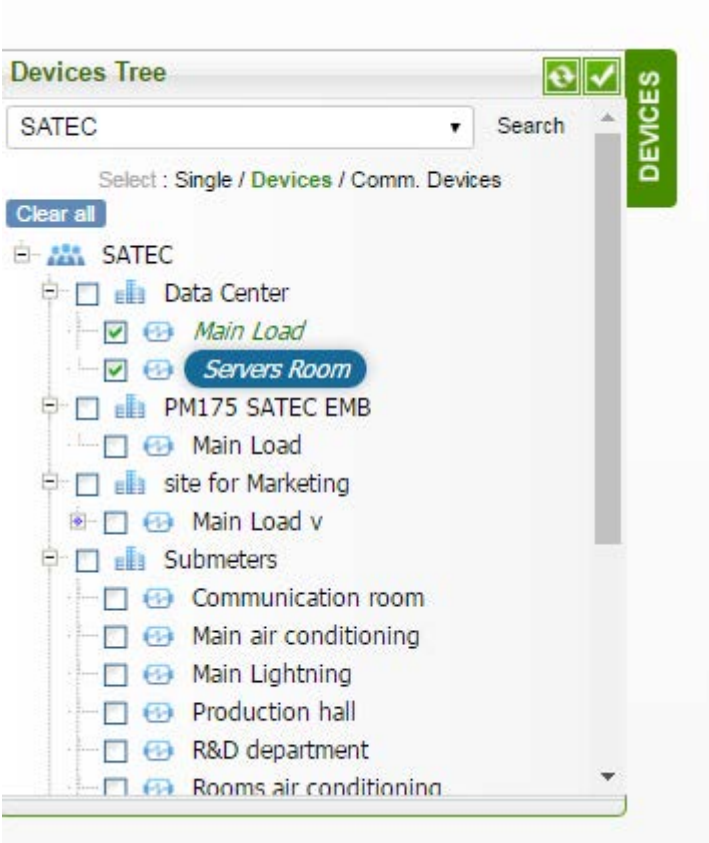 Devices Tree
DEVICES
SATEC
Search
Select : Single / Devices / Comm. Devices
Clear all
SATEC
Data Center
Main Load
Servers Room
PM175 SATEC EMB
Main Load
site for Marketing
Main Load v
Submeters
Communication room
Main air conditioning
Main Lightning
Production hall
R&D department
Rooms air conditioning